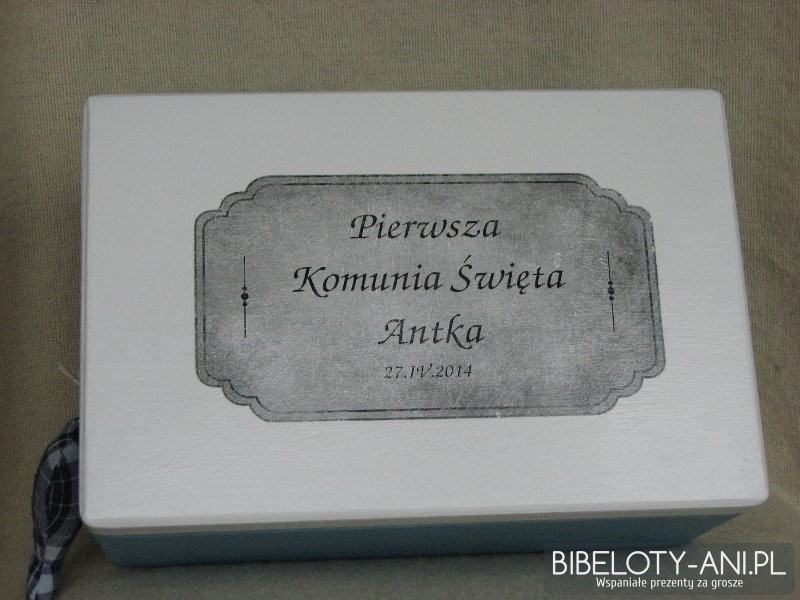 Pierwsza
Komunia Święta
Antka
27.IV.2014
BIBELOTY-ANI.PL
Wspaniałe prezenty za grosze